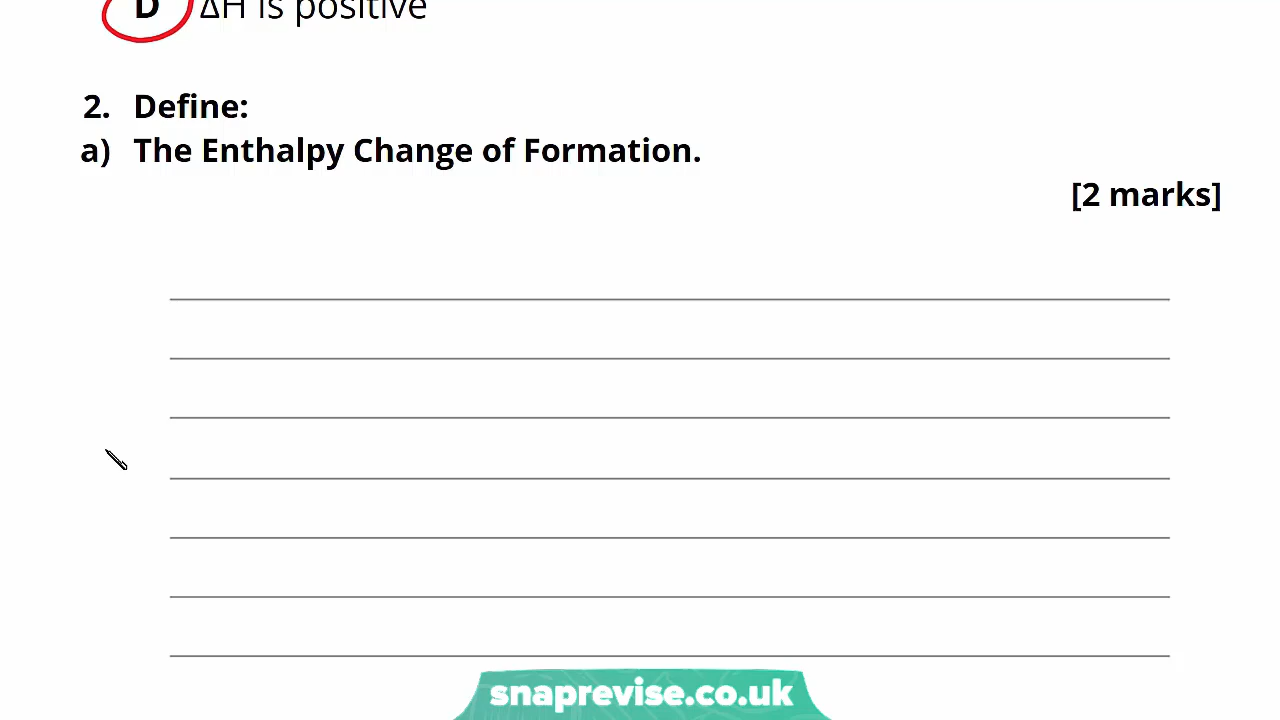 D ΔH is positive
2. Define:
a) The Enthalpy Change of Formation.
[2 marks]
snaprevise.co.uk